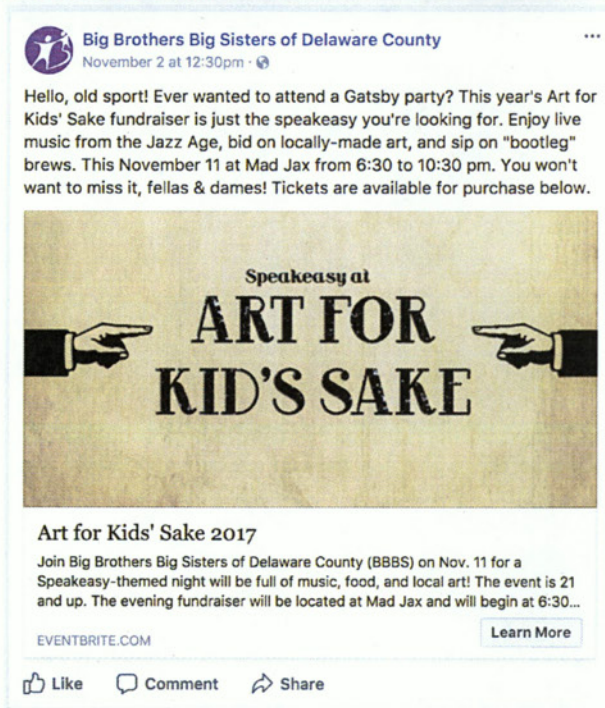 Big Brothers Big Sisters of Delaware County
November 2 at 12:30pm ·
Hello, old sport! Ever wanted to attend a Gatsby party? This year's Art for
Kids' Sake fundraiser is just the speakeasy you're looking for. Enjoy live
music from the Jazz Age, bid on locally-made art, and sip on "bootleg"
brews. This November 11 at Mad Jax from 6:30 to 10:30 pm. You won't
want to miss it, fellas & dames! Tickets are available for purchase below.
Speakeasy at
ART FOR
KID'S SAKE
Art for Kids' Sake 2017
Join Big Brothers Big Sisters of Delaware County (BBBS) on Nov. 11 for a
Speakeasy-themed night will be full of music, food, and local art! The event is 21
and up. The evening fundraiser will be located at Mad Jax and will begin at 6:30...
EVENTBRITE.COM
Learn More
Like Comment Share